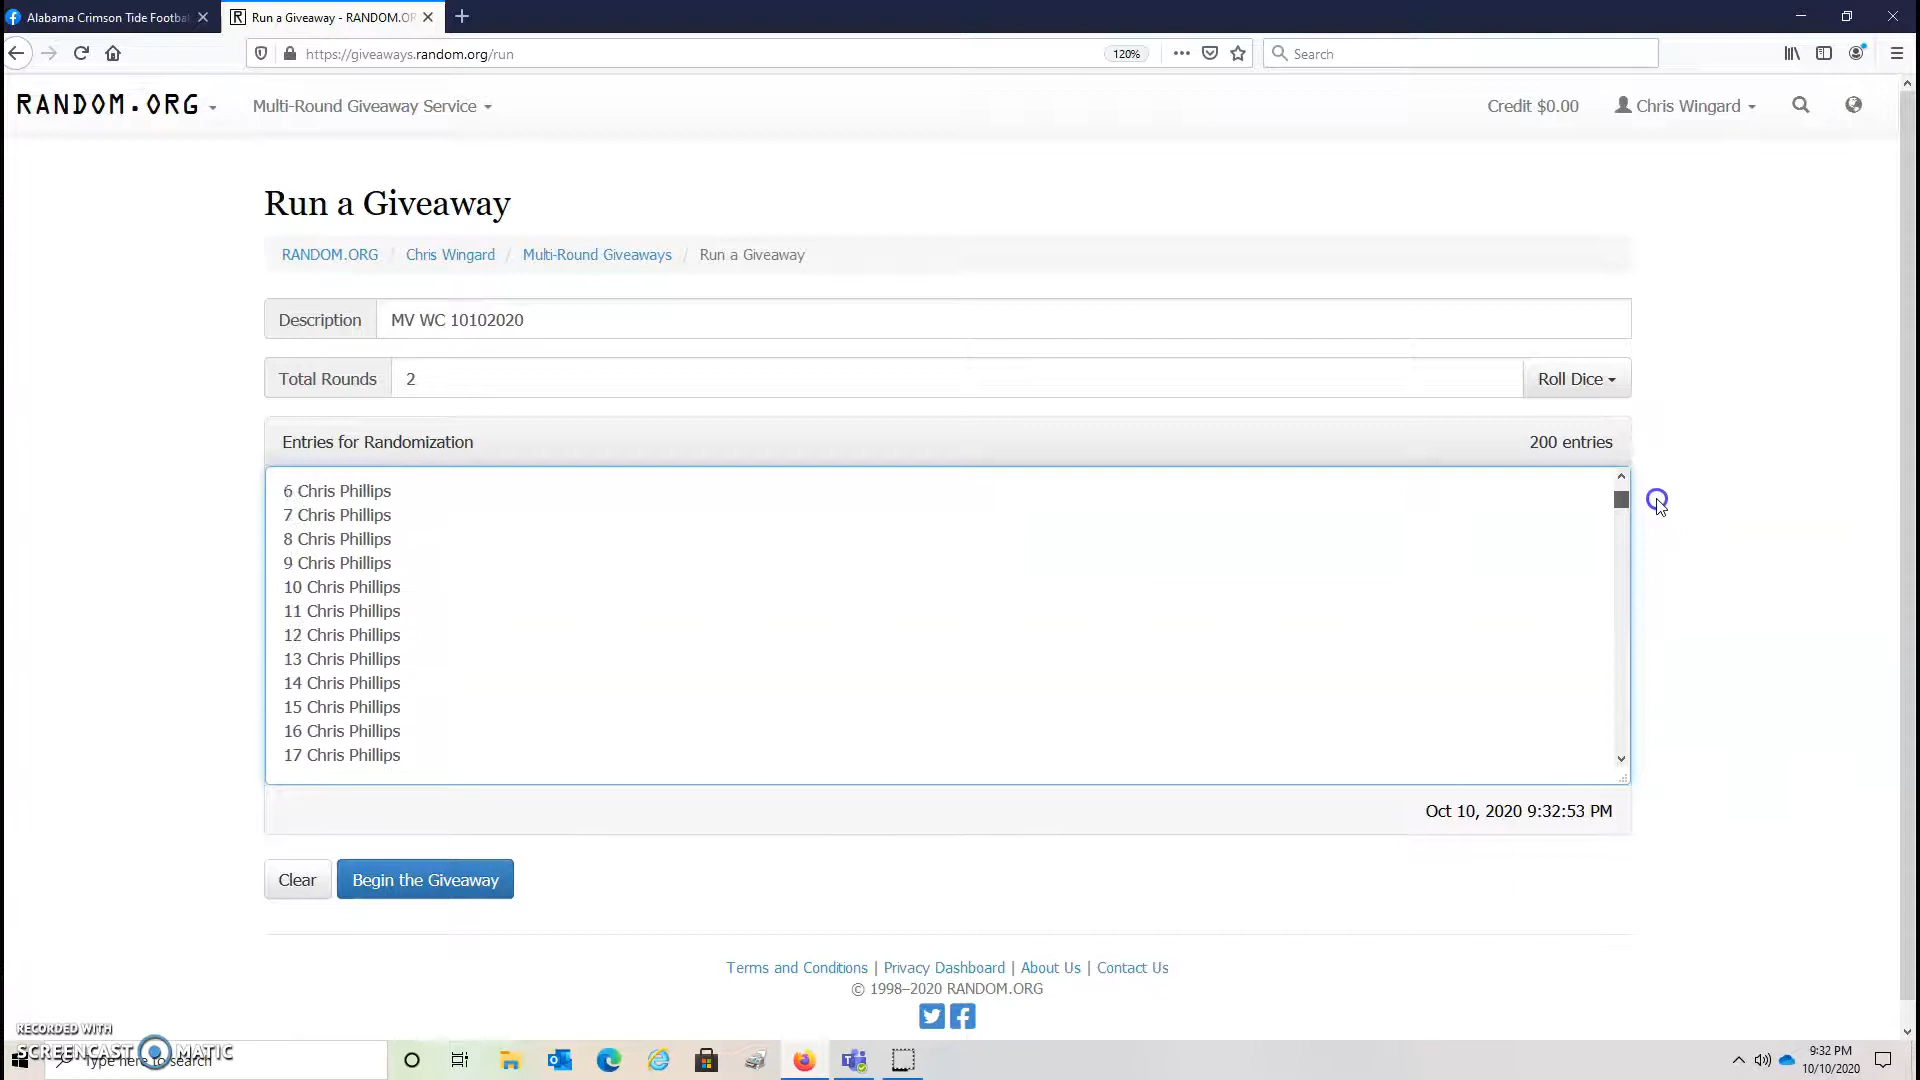 Alabama Crimson Tide Footba
Run a Giveaway - RANDOM.OR
https://giveaways.random.org/run
120%
Search
RANDOM.ORG
Multi-Round Giveaway Service
Credit $0.00
Chris Wingard
Run a Giveaway
RANDOM.ORG / Chris Wingard / Multi-Round Giveaways / Run a Giveaway
Description
MV WC 10102020
Total Rounds
2
Roll Dice
Entries for Randomization
200 entries
6 Chris Phillips
7 Chris Phillips
8 Chris Phillips
9 Chris Phillips
10 Chris Phillips
11 Chris Phillips
12 Chris Phillips
13 Chris Phillips
14 Chris Phillips
15 Chris Phillips
16 Chris Phillips
17 Chris Phillips
Oct 10, 2020 9:32:53 PM
Clear
Begin the Giveaway
Terms and Conditions | Privacy Dashboard | About Us | Contact Us
© 1998–2020 RANDOM.ORG
RECORDED WITH
SCREENCAST MATIC
Type here to search
9:32 PM
10/10/2020